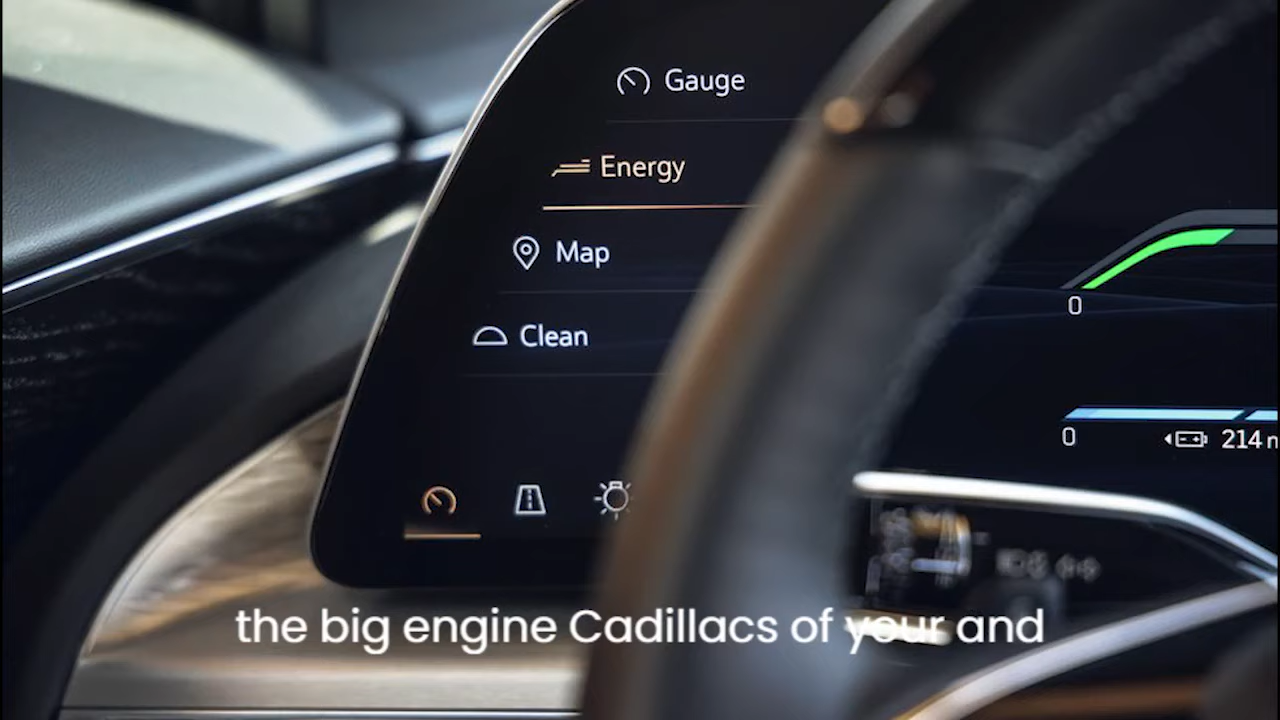 Gauge
Energy
Map
Clean
0
0
214
the big engine Cadillacs of your and